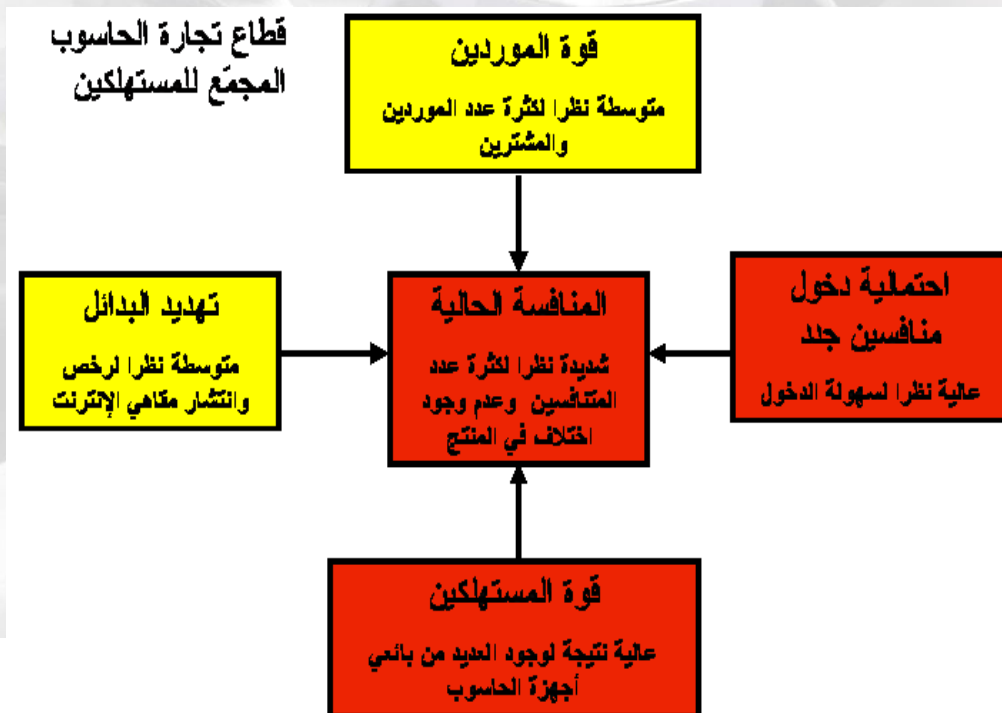 قطاع تجارة الحاسوب
المجمّع للمستهلكين
قوة الموردين
متوسطة نظرا لكثرة عدد الموردين
والمشترين
احتمالية دخول
منافسين جدد
عالية نظرا لسهولة الدخول
المنافسة الحالية
شديدة نظرا لكثرة عدد
المتنافسين وعدم وجود
اختلاف في المنتج
تهديد البدائل
متوسطة نظرا لرخص
وانتشار مقاهي الإنترنت
قوة المستهلكين
عالية نتيجة لوجود العديد من بائعي
أجهزة الحاسوب